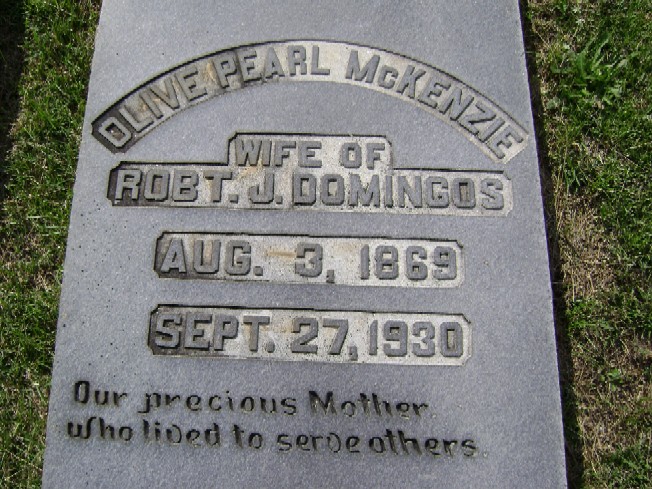 OLIVE PEARL McKENZIE
WIFE OF
ROBT. J. DOMINGOS
AUG. 3, 1869
SEPT. 27, 1930
Our precious Mother
who lived to serve others.